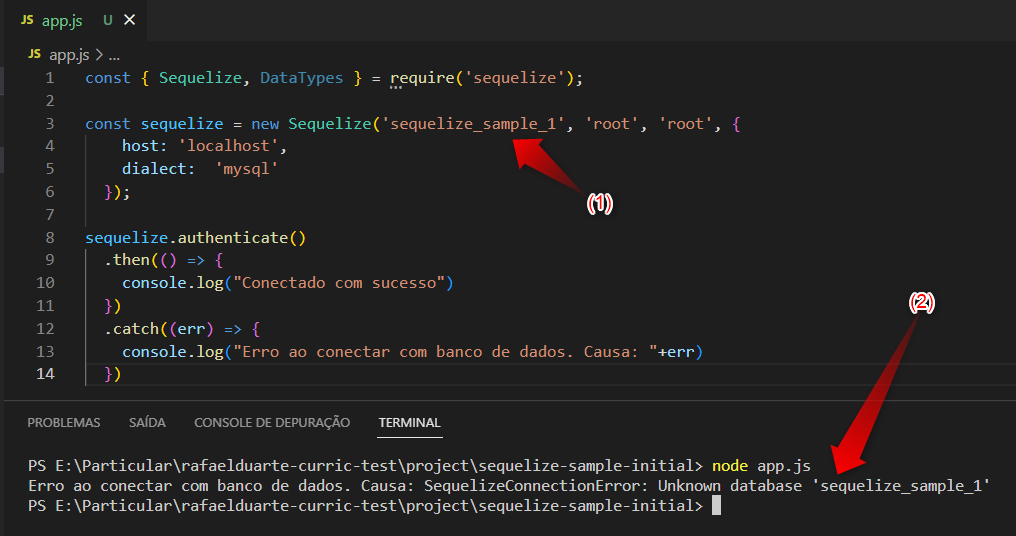 JS app.js U ×
JS app.js > ...
1 const { Sequelize, DataTypes } = require('sequelize');
2
3 const sequelize = new Sequelize('sequelize_sample_1', 'root', 'root', {
4 host: 'localhost',
5 dialect:  'mysql'
6 });
7
8 sequelize.authenticate()
9 .then(() => {
10 console.log("Conectado com sucesso")
11 })
12 .catch((err) => {
13 console.log("Erro ao conectar com banco de dados. Causa: "+err)
14 })
(1)
(2)
PROBLEMAS SAÍDA CONSOLE DE DEPURAÇÃO TERMINAL
PS E:\Particular\rafaelduarte-curric-test\project\sequelize-sample-initial> node app.js
Erro ao conectar com banco de dados. Causa: SequelizeConnectionError: Unknown database 'sequelize_sample_1'
PS E:\Particular\rafaelduarte-curric-test\project\sequelize-sample-initial>